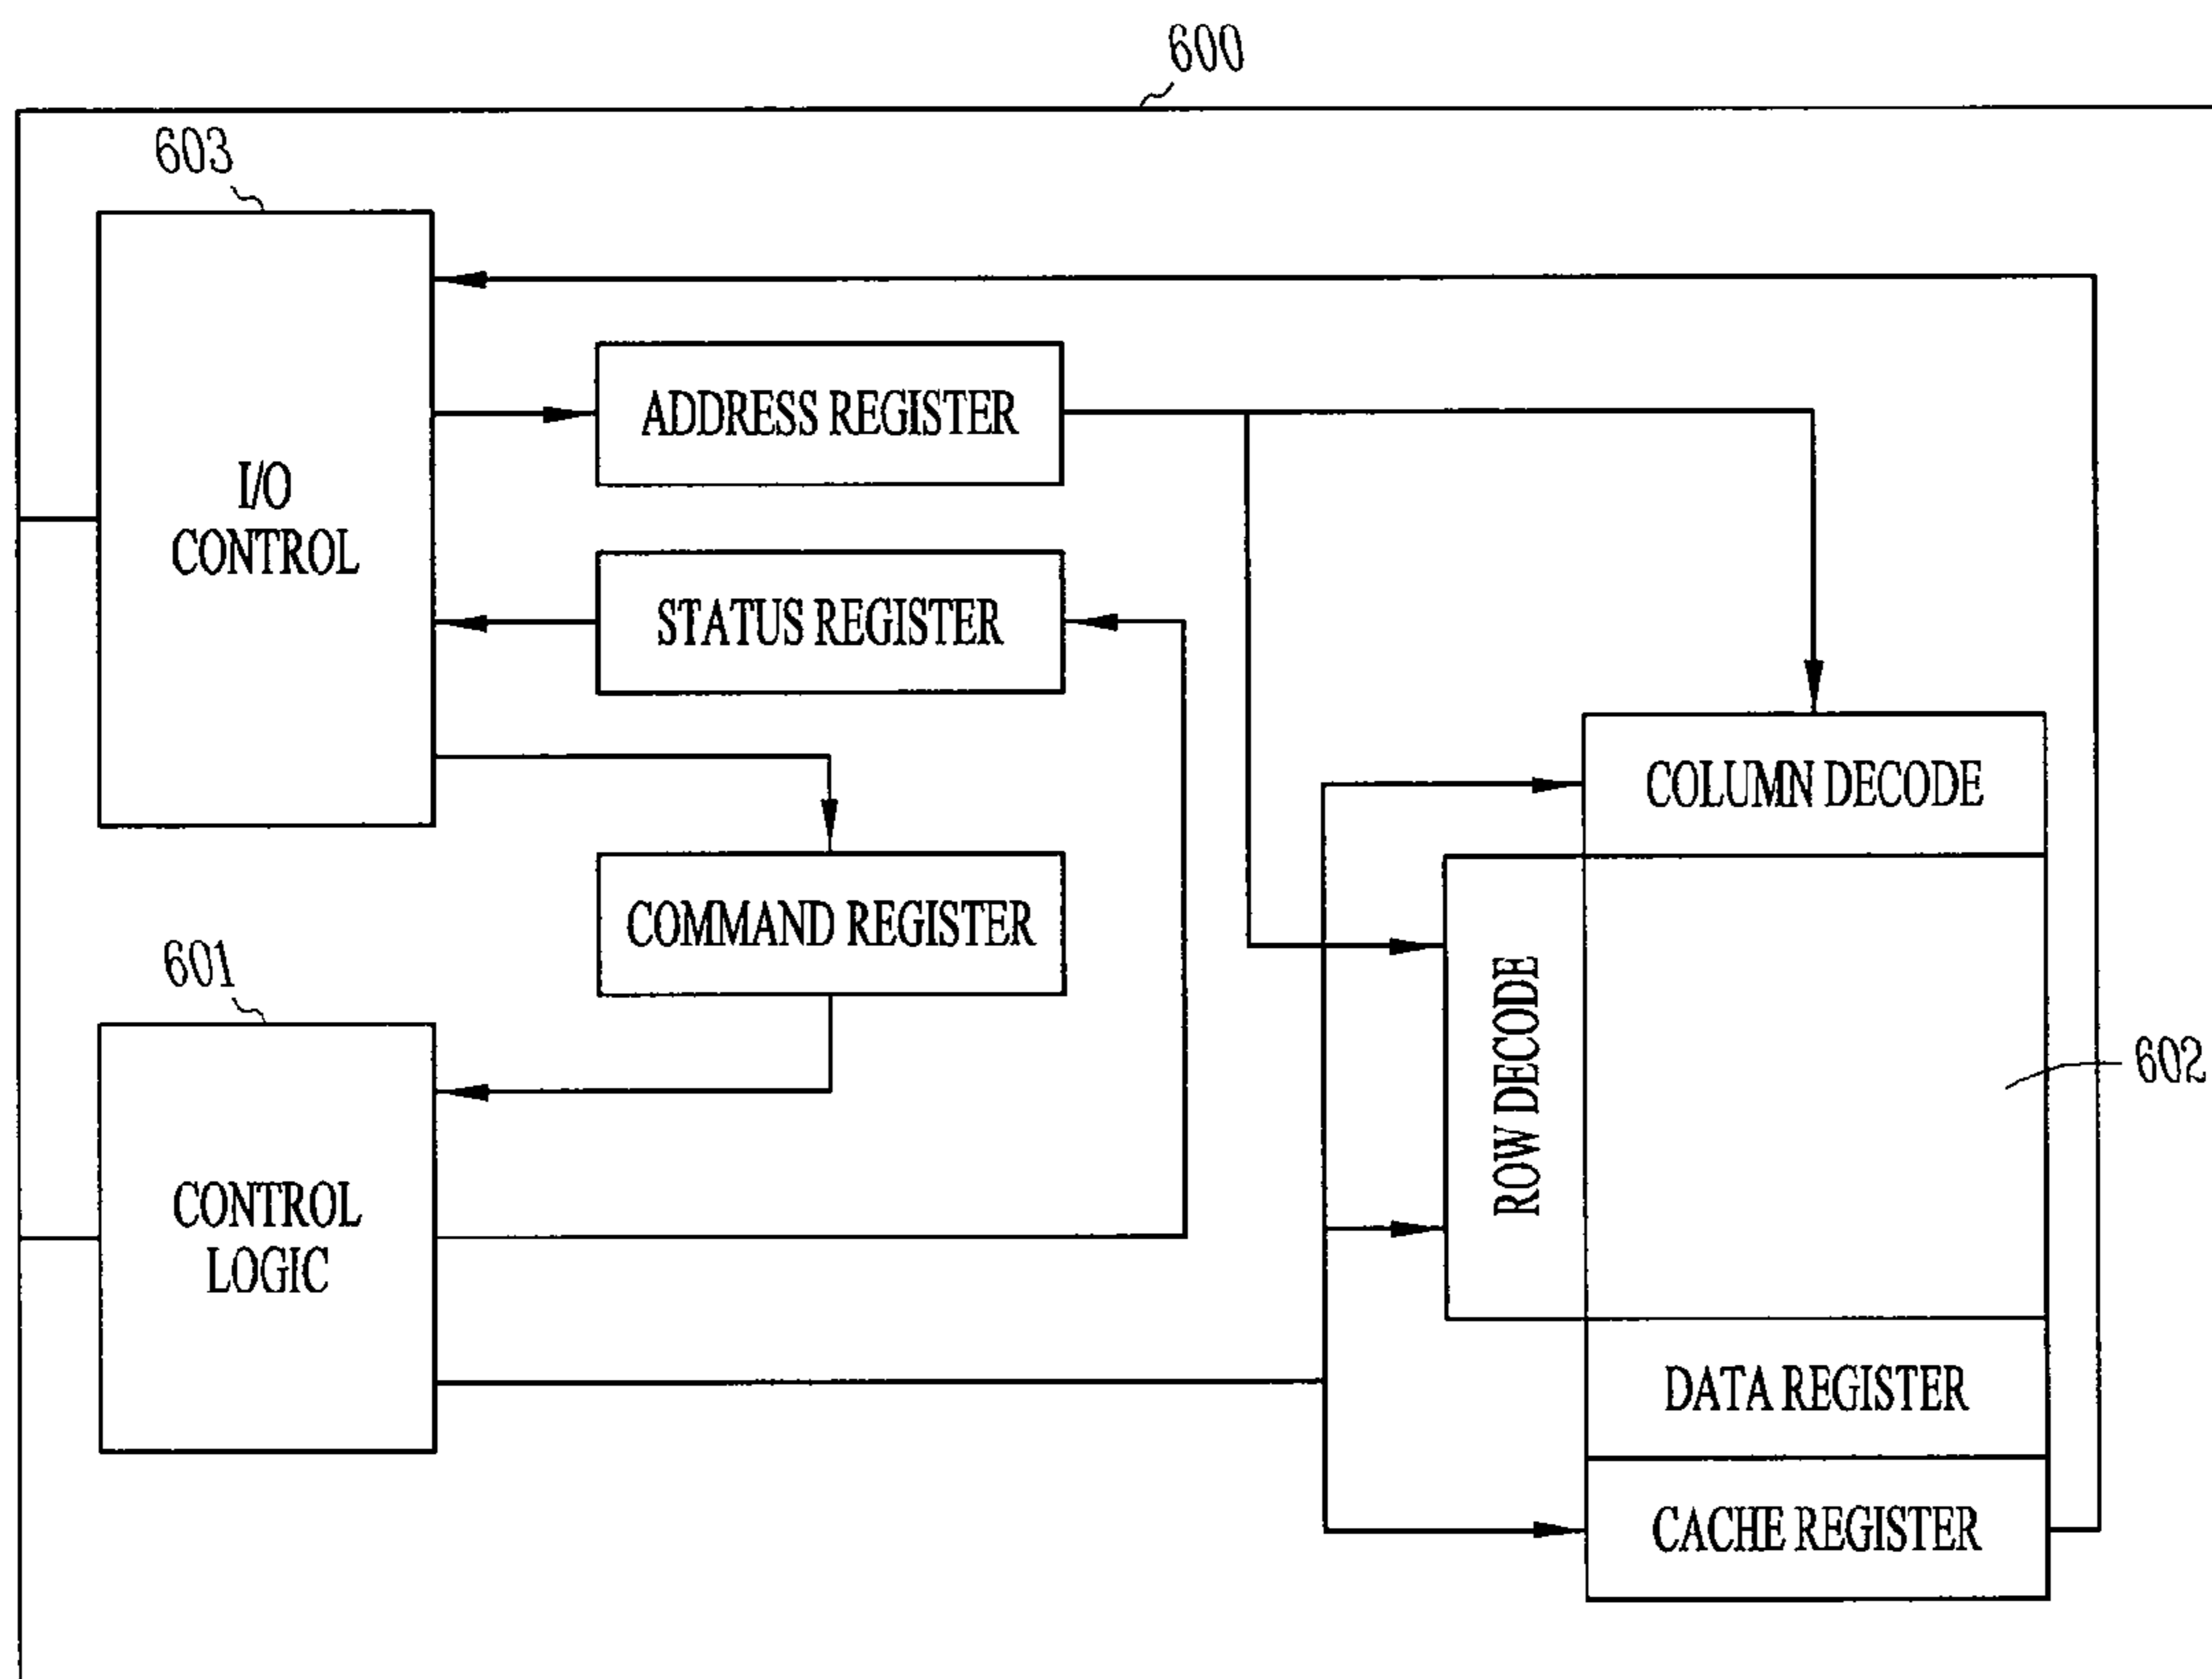 600
603
I/O
CONTROL
ADDRESS REGISTER
STATUS REGISTER
COLUMN DECODE
COMMAND REGISTER
601
ROW DECODE
602
CONTROL
LOGIC
DATA REGISTER
CACHE REGISTER